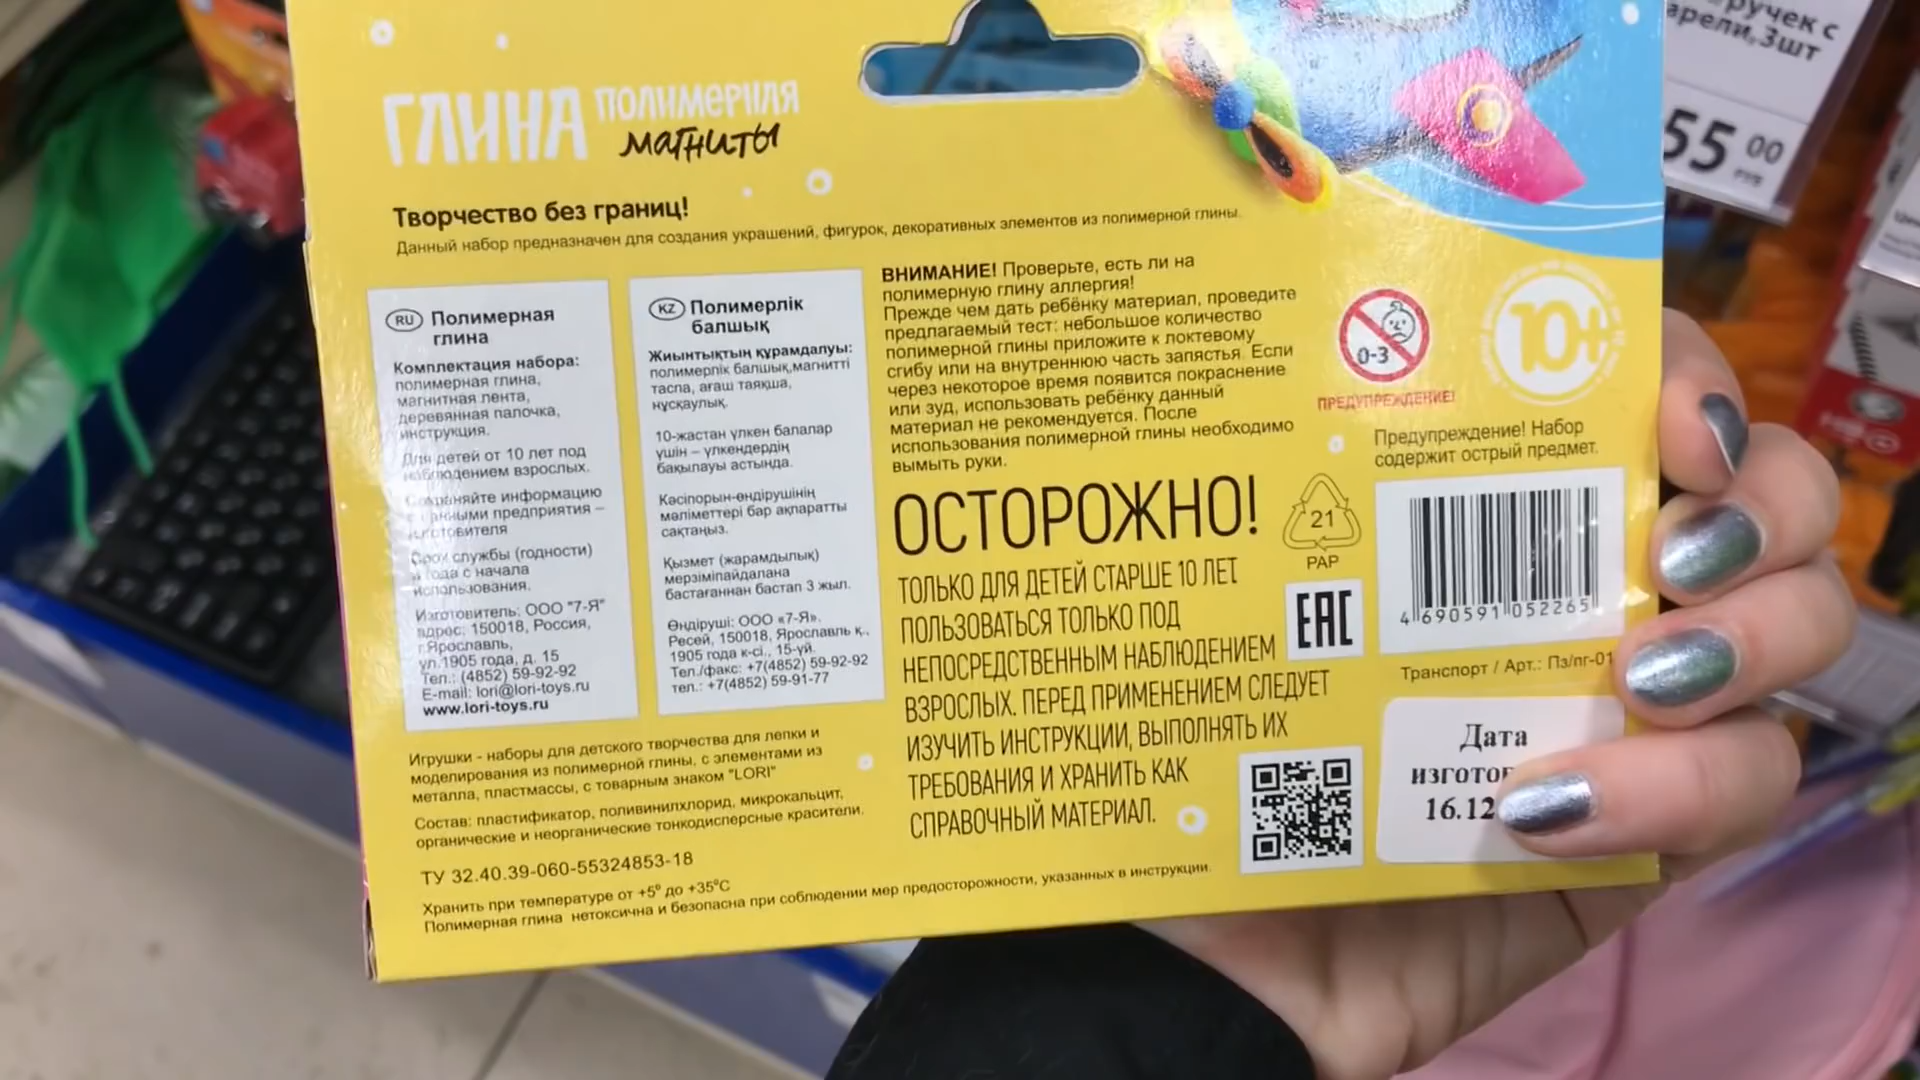 ГЛИНА ПОЛИМЕРНАЯ
МАГНИТЫ
Творчество без границ!
Данный набор предназначен для создания украшений, фигурок, декоративных элементов из полимерной глины.
RU Полимерная
глина
Комплектация набора:
полимерная глина,
магнитная лента,
деревянная палочка,
инструкция.
Для детей от 10 лет под
наблюдением взрослых.
Сохраняйте информацию
с данными предприятия –
изготовителя
Срок службы (годности)
года с начала
использования.
Изготовитель: ООО "7-Я"
адрес: 150018, Россия,
г.Ярославль,
ул.1905 года, д. 15
Тел.: (4852) 59-92-92
E-mail: lori@lori-toys.ru
www.lori-toys.ru
KZ Полимерлік
балшық
Жиынтықтың құрамдалуы:
полимерлік балшық,магнитті
таспа, ағаш таяқша,
нұсқаулық.
10-жастан үлкен балалар
үшін – үлкендердің
бақылауы астында.
Кәсіпорын-өндірушінің
мәліметтері бар ақпаратты
сақтаңыз.
Қызмет (жарамдылық)
мерзімпайдалана
бастағаннан бастап 3 жыл.
Өндіруші: ООО «7-Я».
Ресей, 150018, Ярославль қ.,
1905 года к-сі., 15-үй.
Тел./факс: +7(4852) 59-92-92
тел.: +7(4852) 59-91-77
ВНИМАНИЕ! Проверьте, есть ли на
полимерную глину аллергия!
Прежде чем дать ребёнку материал, проведите
предлагаемый тест: небольшое количество
полимерной глины приложите к локтевому
сгибу или на внутреннюю часть запястья. Если
через некоторое время появится покраснение
или зуд, использовать ребёнку данный
материал не рекомендуется. После
использования полимерной глины необходимо
вымыть руки.
ОСТОРОЖНО!
ТОЛЬКО ДЛЯ ДЕТЕЙ СТАРШЕ 10 ЛЕТ.
ПОЛЬЗОВАТЬСЯ ТОЛЬКО ПОД
НЕПОСРЕДСТВЕННЫМ НАБЛЮДЕНИЕМ
ВЗРОСЛЫХ. ПЕРЕД ПРИМЕНЕНИЕМ СЛЕДУЕТ
ИЗУЧИТЬ ИНСТРУКЦИИ, ВЫПОЛНЯТЬ ИХ
ТРЕБОВАНИЯ И ХРАНИТЬ КАК
СПРАВОЧНЫЙ МАТЕРИАЛ.
0-3
ПРЕДУПРЕЖДЕНИЕ!
10+
Предупреждение! Набор
содержит острый предмет.
21
PAP
EAC
4 690591 052265
Транспорт / Арт.: Пз/пг-01
Дата
изготов
16.12
Игрушки - наборы для детского творчества для лепки и
моделирования из полимерной глины, с элементами из
металла, пластмассы, с товарным знаком "LORI"
Состав: пластификатор, поливинилхлорид, микрокальцит,
органические и неорганические тонкодисперсные красители.
ТУ 32.40.39-060-55324853-18
Хранить при температуре от +5° до +35°С
Полимерная глина нетоксична и безопасна при соблюдении мер предосторожности, указанных в инструкции.
ручек с
3шт
55 00
РУБ